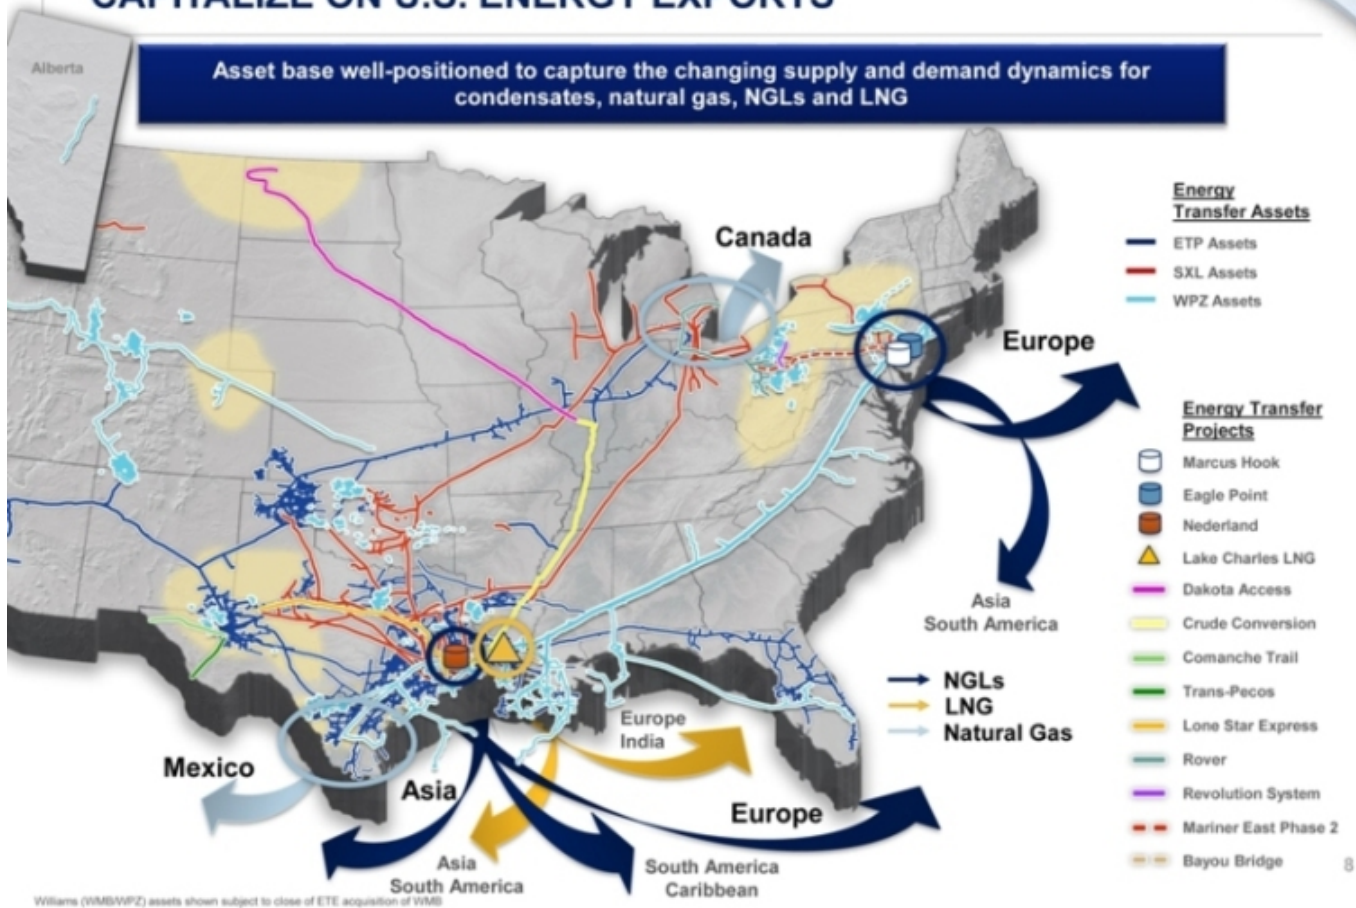 CAPITALIZE ON U.S. ENERGY EXPORTS
Asset base well-positioned to capture the changing supply and demand dynamics for
condensates, natural gas, NGLs and LNG
Alberta
Energy
Transfer Assets
ETP Assets
SXL Assets
WPZ Assets
Canada
Europe
Energy Transfer
Projects
Marcus Hook
Eagle Point
Nederland
Lake Charles LNG
Dakota Access
Crude Conversion
Comanche Trail
Trans-Pecos
Lone Star Express
Rover
Revolution System
Mariner East Phase 2
Bayou Bridge
Asia
South America
NGLs
LNG
Natural Gas
Europe
India
Mexico
Asia
Europe
Asia
South America
South America
Caribbean
8
Williams (WMB/WPZ) assets shown subject to close of ETE acquisition of WMB